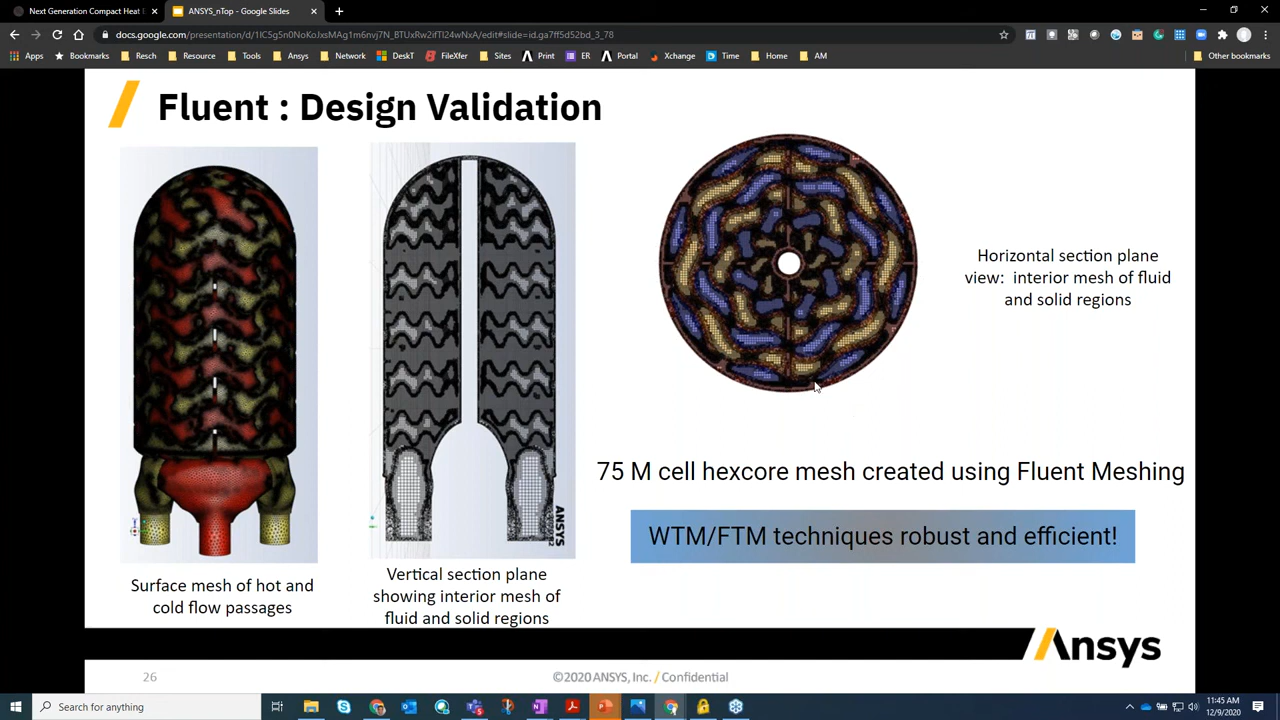 Next Generation Compact Heat E
ANSYS_nTop - Google Slides
docs.google.com/presentation/d/1IC5g5n0NoKoJxsMAg1m6nvj7N_BTUxRw2ifTI24wNxA/edit#slide=id.ga7ff5d52bd_3_78
Apps Bookmarks Resch Resource Tools Ansys Network DeskT FileXfer Sites Print ER Portal Xchange Time Home AM Other bookmarks
Fluent : Design Validation
Horizontal section plane
view: interior mesh of fluid
and solid regions
75 M cell hexcore mesh created using Fluent Meshing
WTM/FTM techniques robust and efficient!
ANSYS
Surface mesh of hot and
cold flow passages
Vertical section plane
showing interior mesh of
fluid and solid regions
Ansys
26
©2020 ANSYS, Inc. / Confidential
Search for anything
11:45 AM
12/9/2020